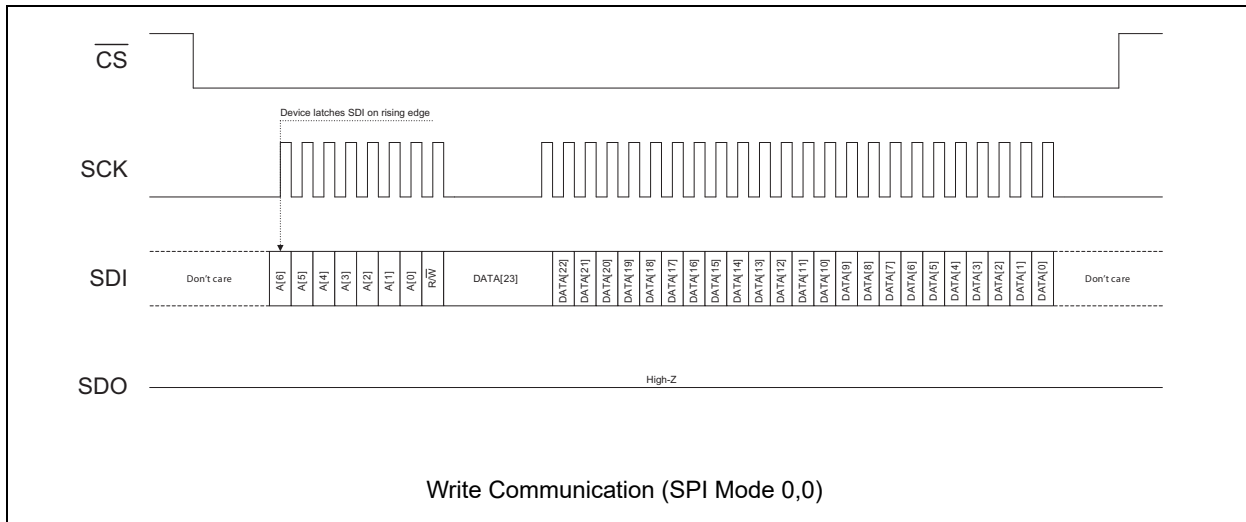 CS
Device latches SDI on rising edge
SCK
SDI
Don't care
A[6]
A[5]
A[4]
A[3]
A[2]
A[1]
A[0]
R/W
DATA[23]
DATA[22]
DATA[21]
DATA[20]
DATA[19]
DATA[18]
DATA[17]
DATA[16]
DATA[15]
DATA[14]
DATA[13]
DATA[12]
DATA[11]
DATA[10]
DATA[9]
DATA[8]
DATA[7]
DATA[6]
DATA[5]
DATA[4]
DATA[3]
DATA[2]
DATA[1]
DATA[0]
Don't care
SDO
High-Z
Write Communication (SPI Mode 0,0)